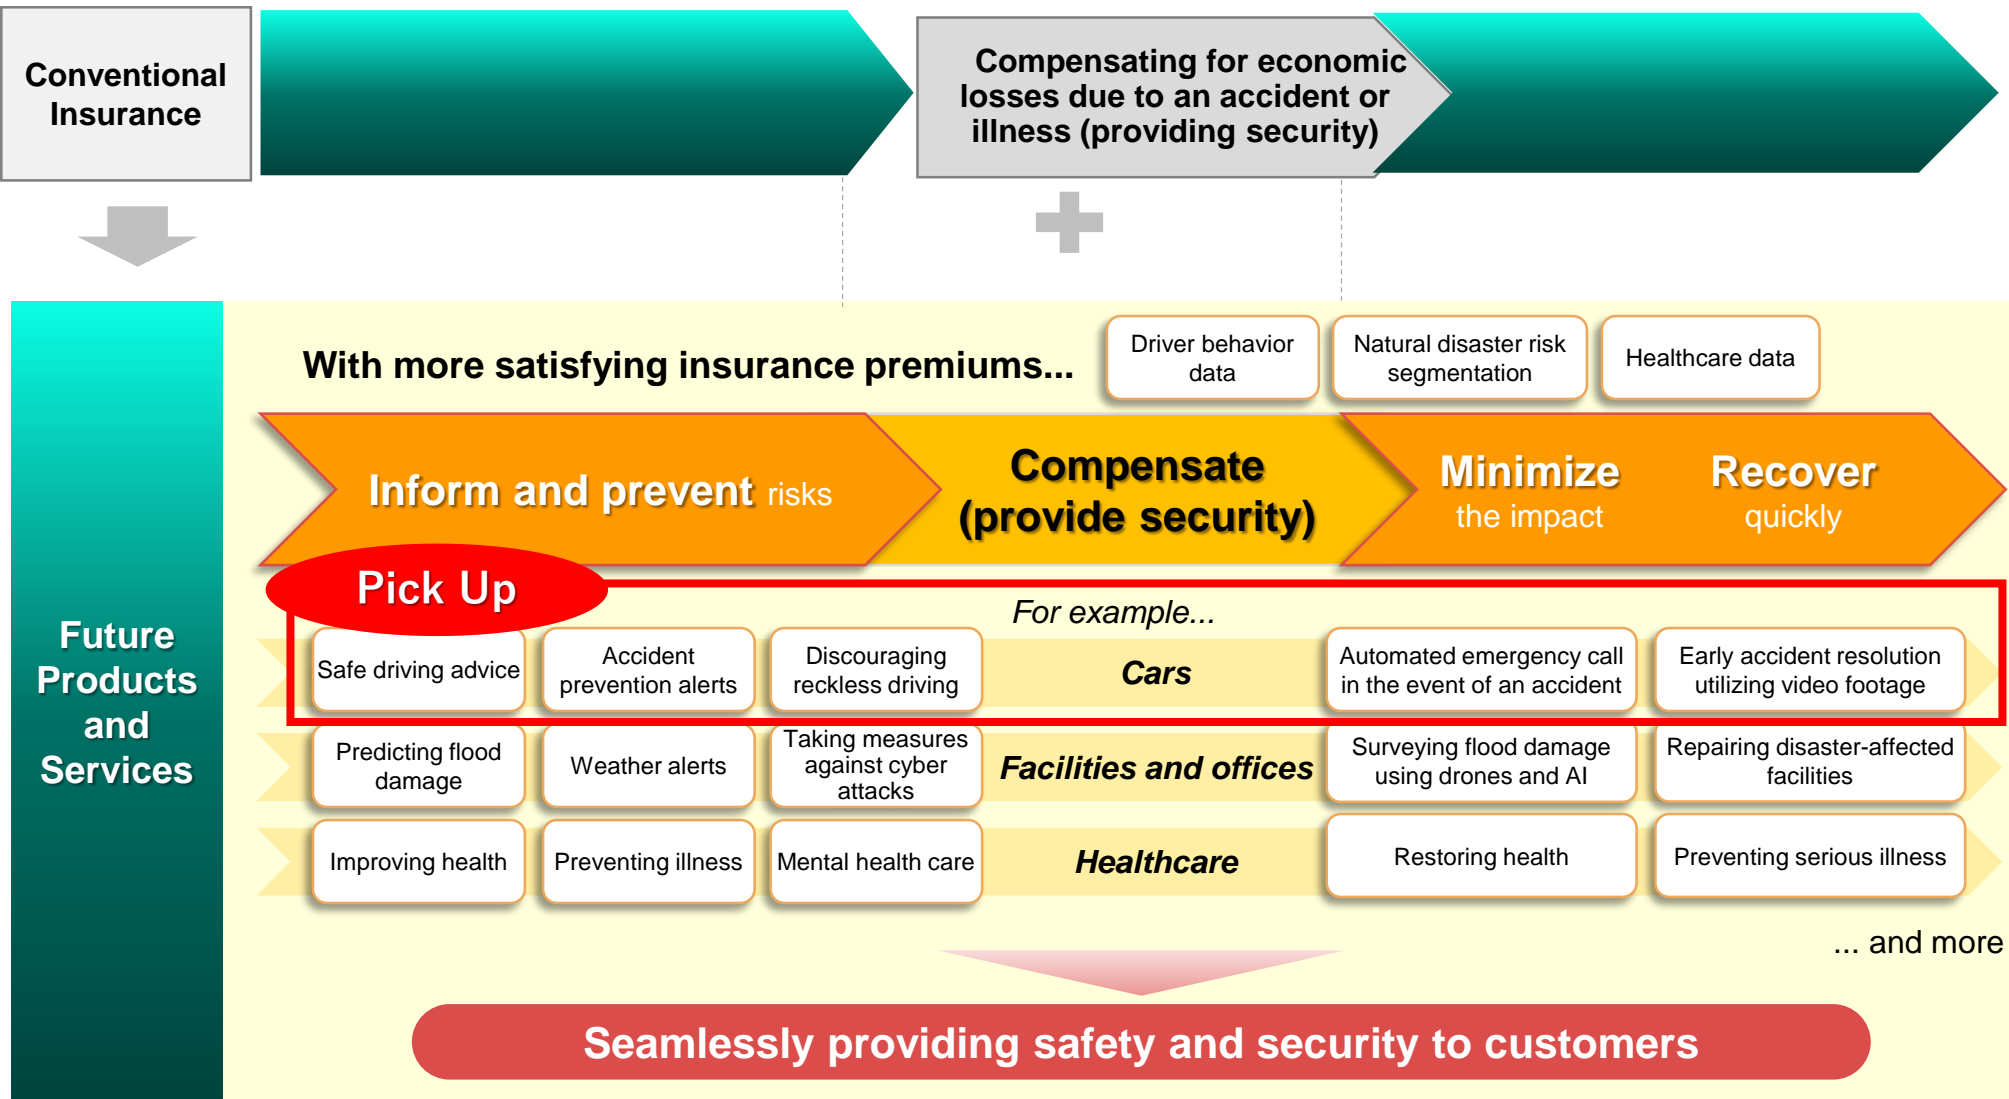 Conventional
Insurance
Compensating for economic
losses due to an accident or
illness (providing security)
With more satisfying insurance premiums...
Driver behavior
data
Natural disaster risk
segmentation
Healthcare data
Inform and prevent risks
Compensate
(provide security)
Minimize
the impact
Recover
quickly
Pick Up
For example...
Future
Products
and
Services
Safe driving advice
Accident
prevention alerts
Discouraging
reckless driving
Cars
Automated emergency call
in the event of an accident
Early accident resolution
utilizing video footage
Predicting flood
damage
Weather alerts
Taking measures
against cyber
attacks
Facilities and offices
Surveying flood damage
using drones and AI
Repairing disaster-affected
facilities
Improving health
Preventing illness
Mental health care
Healthcare
Restoring health
Preventing serious illness
... and more
Seamlessly providing safety and security to customers